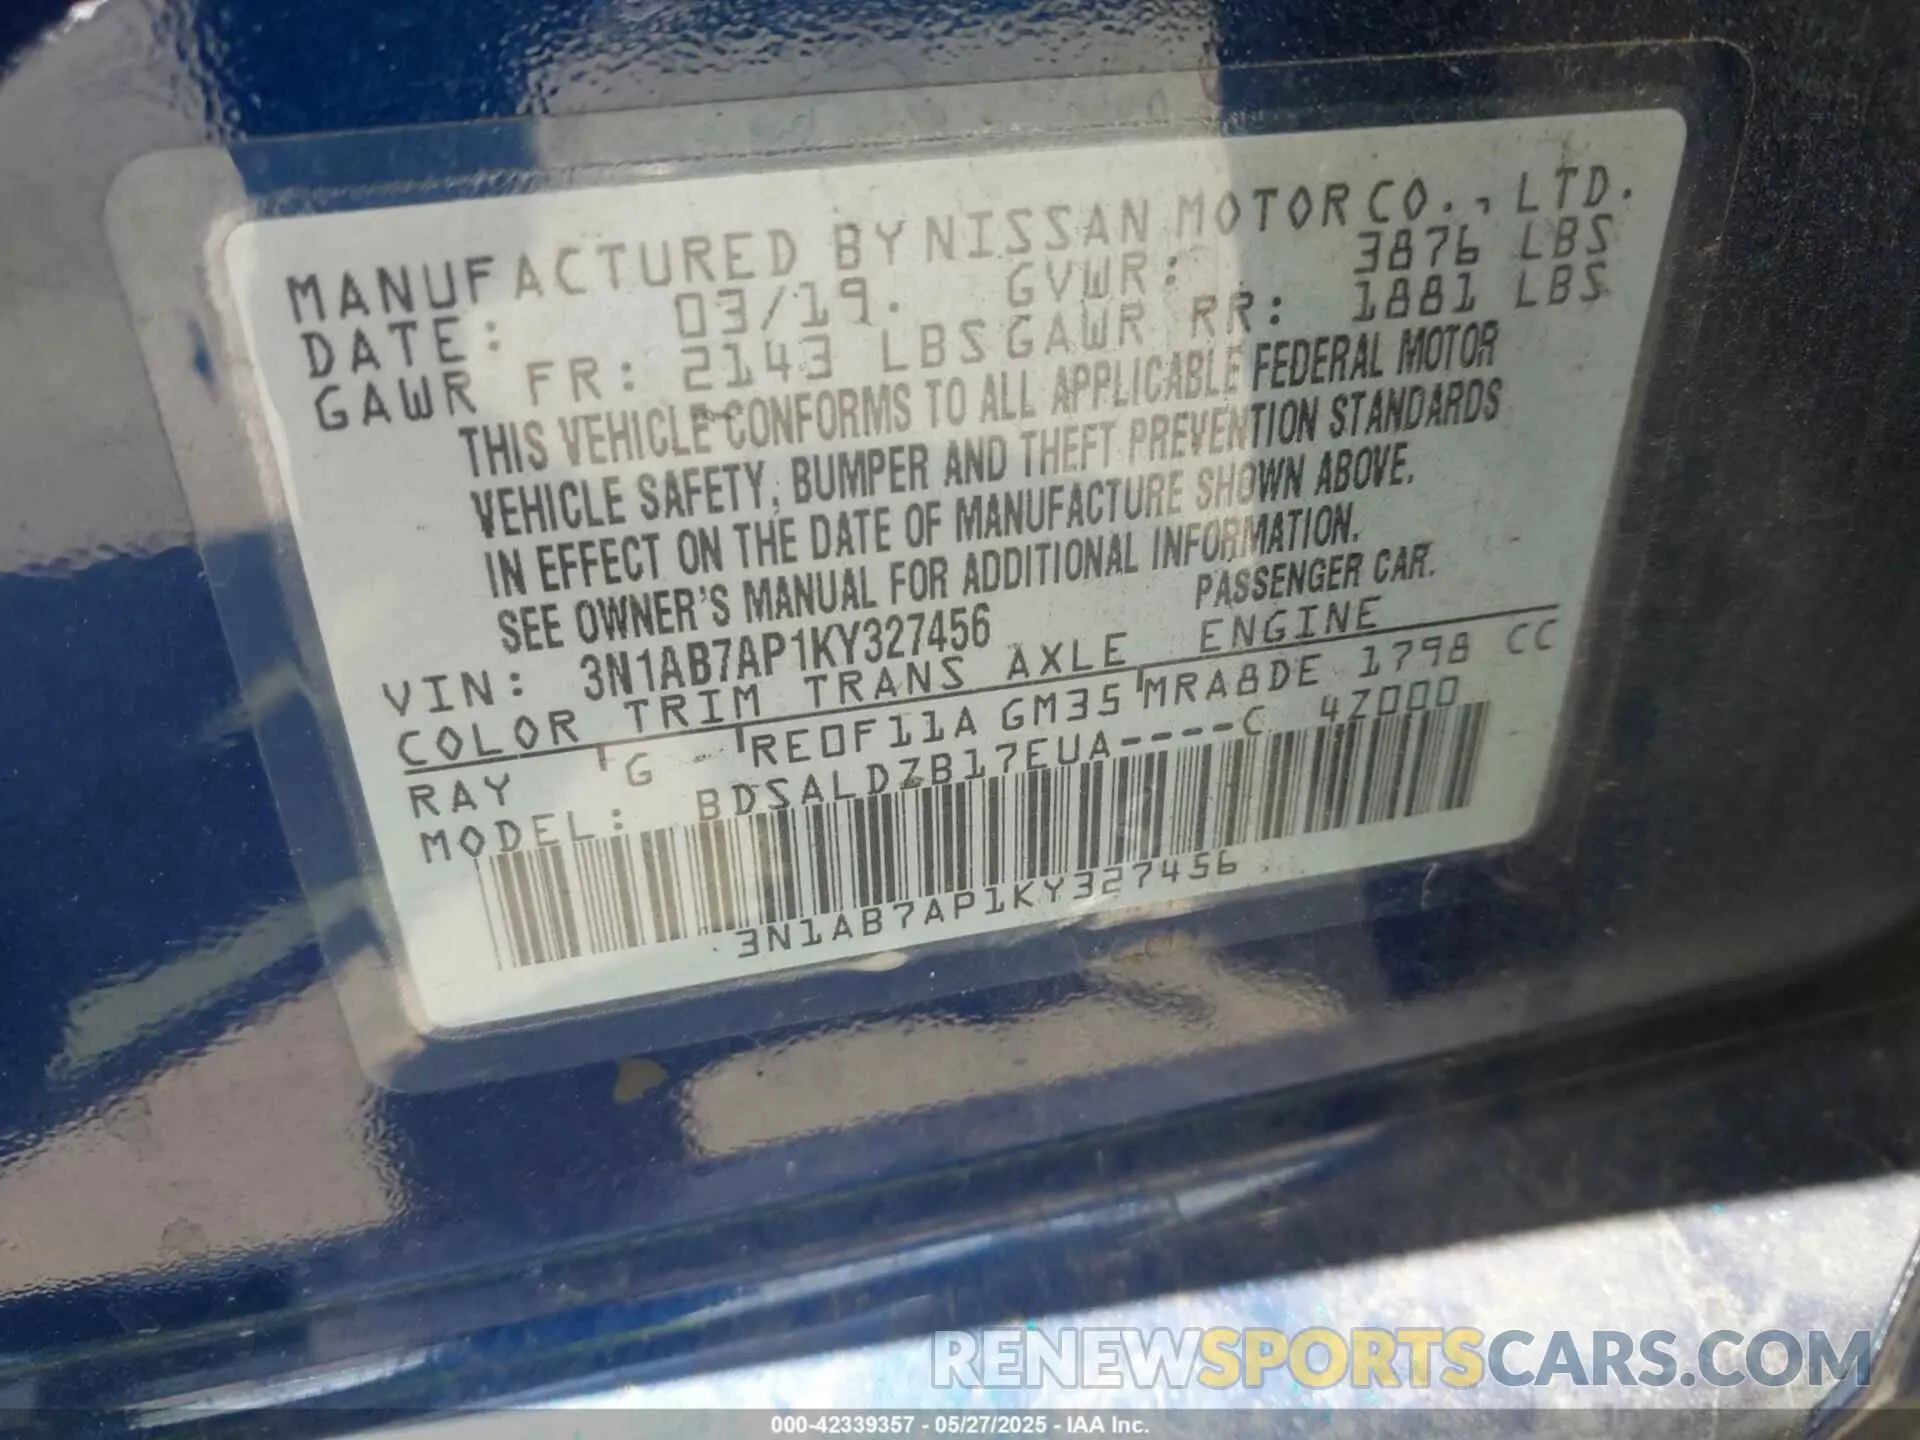 MANUFACTURED BY NISSAN MOTOR CO., LTD.
DATE: 03/19. GVWR: 3876 LBS
GAWR FR: 2143 LBS GAWR RR: 1881 LBS
THIS VEHICLE CONFORMS TO ALL APPLICABLE FEDERAL MOTOR
VEHICLE SAFETY, BUMPER AND THEFT PREVENTION STANDARDS
IN EFFECT ON THE DATE OF MANUFACTURE SHOWN ABOVE.
SEE OWNER'S MANUAL FOR ADDITIONAL INFORMATION.
VIN: 3N1AB7AP1KY327456 PASSENGER CAR.
COLOR TRIM TRANS AXLE ENGINE
RAY G RE0F11A GM35 MRA8DE 1798 CC
MODEL: BDSALDZB17EUA----C 4Z000
3N1AB7AP1KY327456
RENEWSPORTSCARS.COM
000-42339357 - 05/27/2025 - IAA Inc.